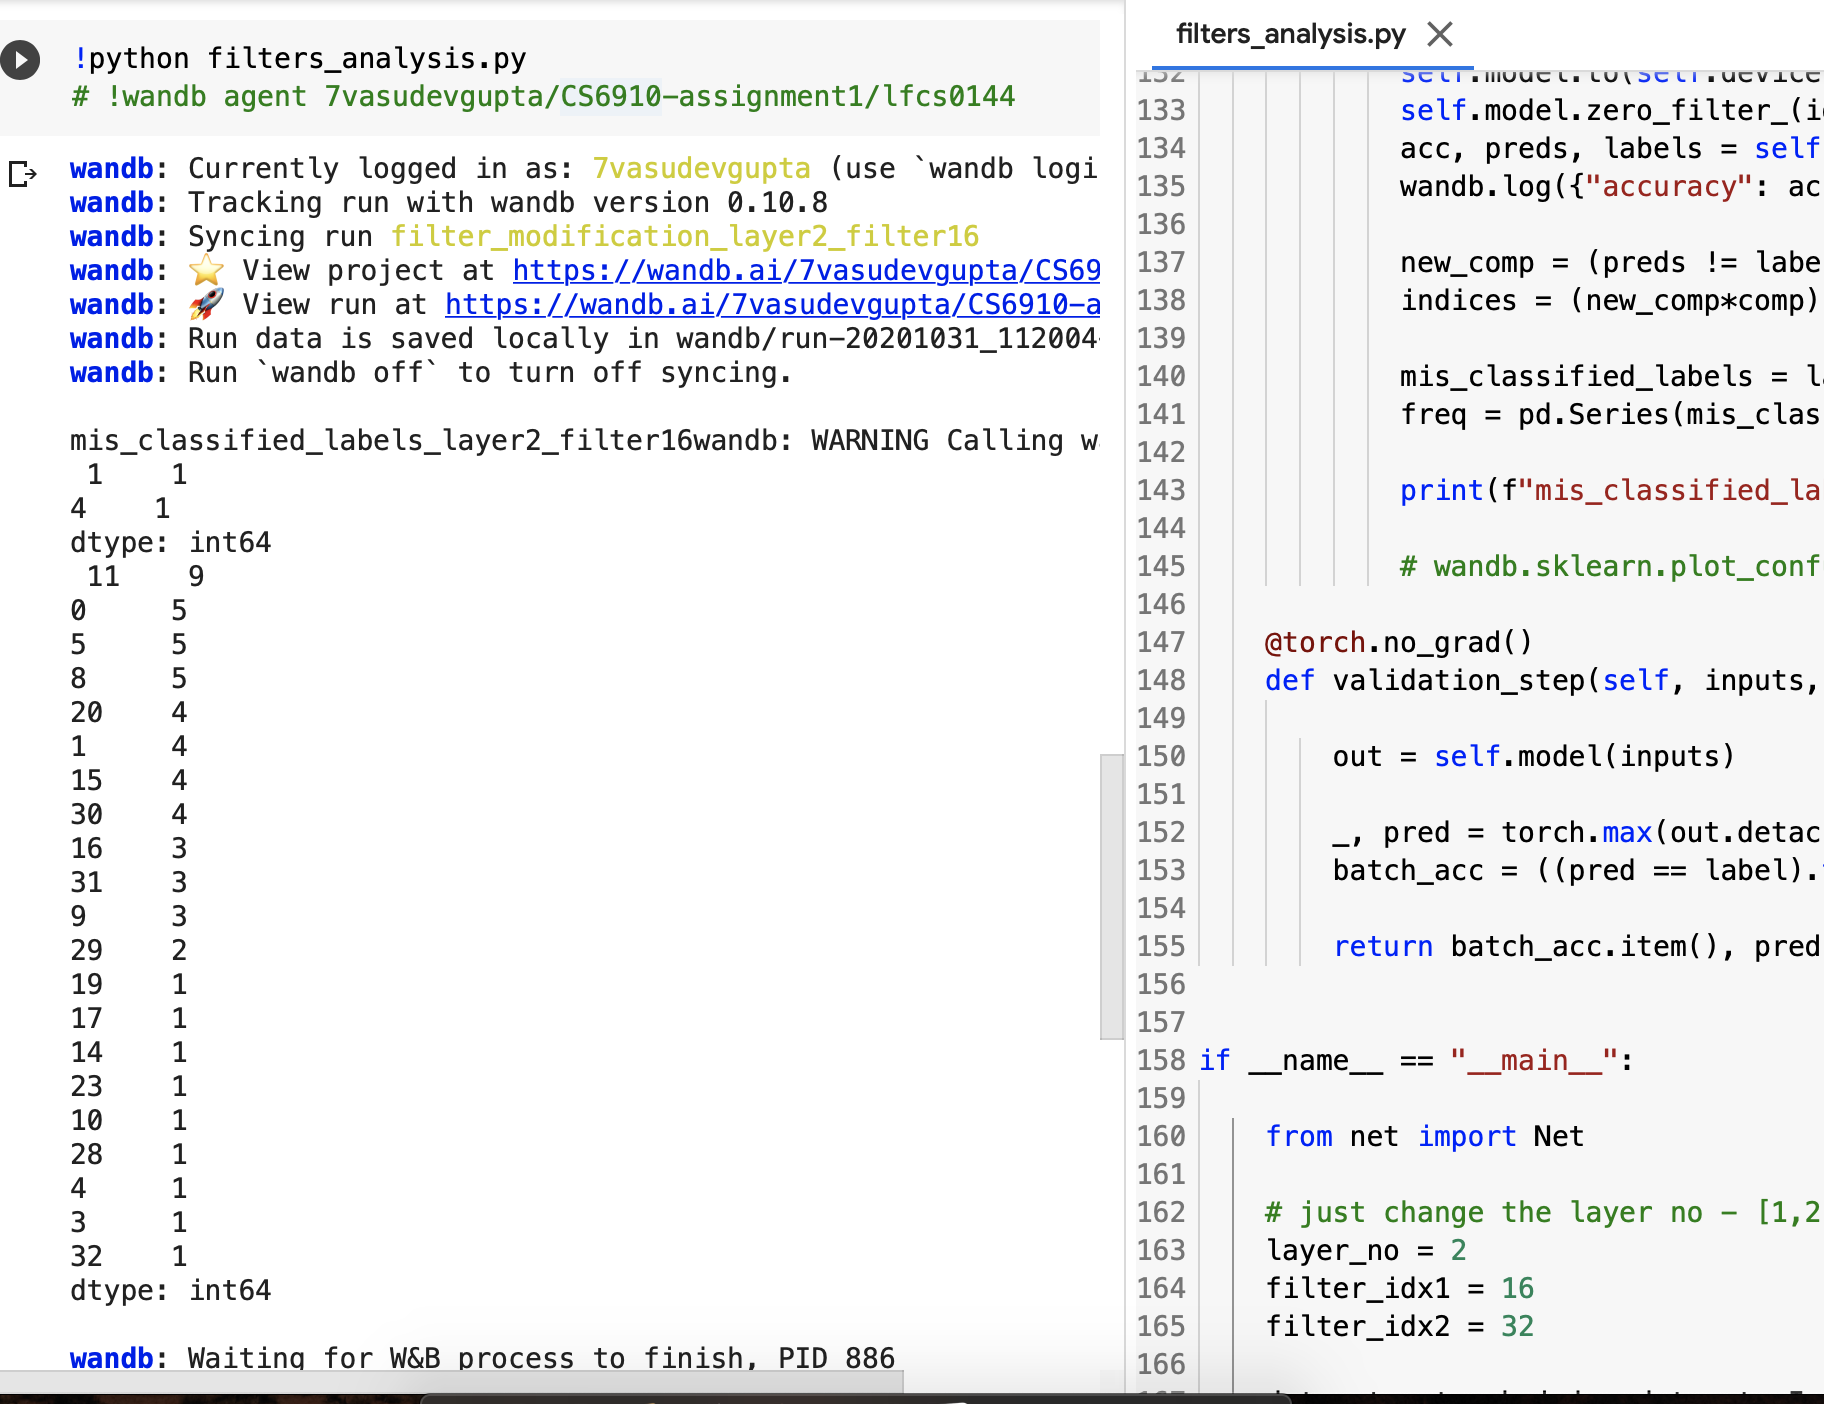 !python filters_analysis.py
# !wandb agent 7vasudevgupta/CS6910-assignment1/lfcs0144
wandb: Currently logged in as: 7vasudevgupta (use `wandb logi
wandb: Tracking run with wandb version 0.10.8
wandb: Syncing run filter_modification_layer2_filter16
wandb: ⭐ View project at https://wandb.ai/7vasudevgupta/CS69
wandb: 🚀 View run at https://wandb.ai/7vasudevgupta/CS6910-a
wandb: Run data is saved locally in wandb/run-20201031_112004-
wandb: Run `wandb off` to turn off syncing.
mis_classified_labels_layer2_filter16wandb: WARNING Calling w
1 1
4 1
dtype: int64
11 9
0 5
5 5
8 5
20 4
1 4
15 4
30 4
16 3
31 3
9 3
29 2
19 1
17 1
14 1
23 1
10 1
28 1
4 1
3 1
32 1
dtype: int64
wandb: Waiting for W&B process to finish, PID 886
filters_analysis.py
132 self.model.to(self.device
133 self.model.zero_filter_(i
134 acc, preds, labels = self
135 wandb.log({"accuracy": ac
136
137 new_comp = (preds != labe
138 indices = (new_comp*comp)
139
140 mis_classified_labels = l
141 freq = pd.Series(mis_clas
142
143 print(f"mis_classified_la
144
145 # wandb.sklearn.plot_conf
146
147 @torch.no_grad()
148 def validation_step(self, inputs,
149
150 out = self.model(inputs)
151
152 _, pred = torch.max(out.detac
153 batch_acc = ((pred == label).
154
155 return batch_acc.item(), pred
156
157
158 if __name__ == "__main__":
159
160 from net import Net
161
162 # just change the layer no - [1,2
163 layer_no = 2
164 filter_idx1 = 16
165 filter_idx2 = 32
166